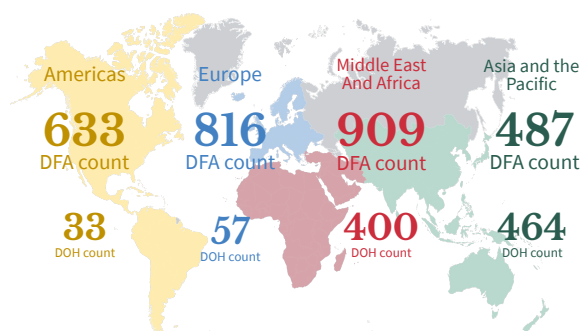 Americas
633
DFA count
33
DOH count
Europe
816
DFA count
57
DOH count
Middle East
And Africa
909
DFA count
400
DOH count
Asia and the
Pacific
487
DFA count
464
DOH count